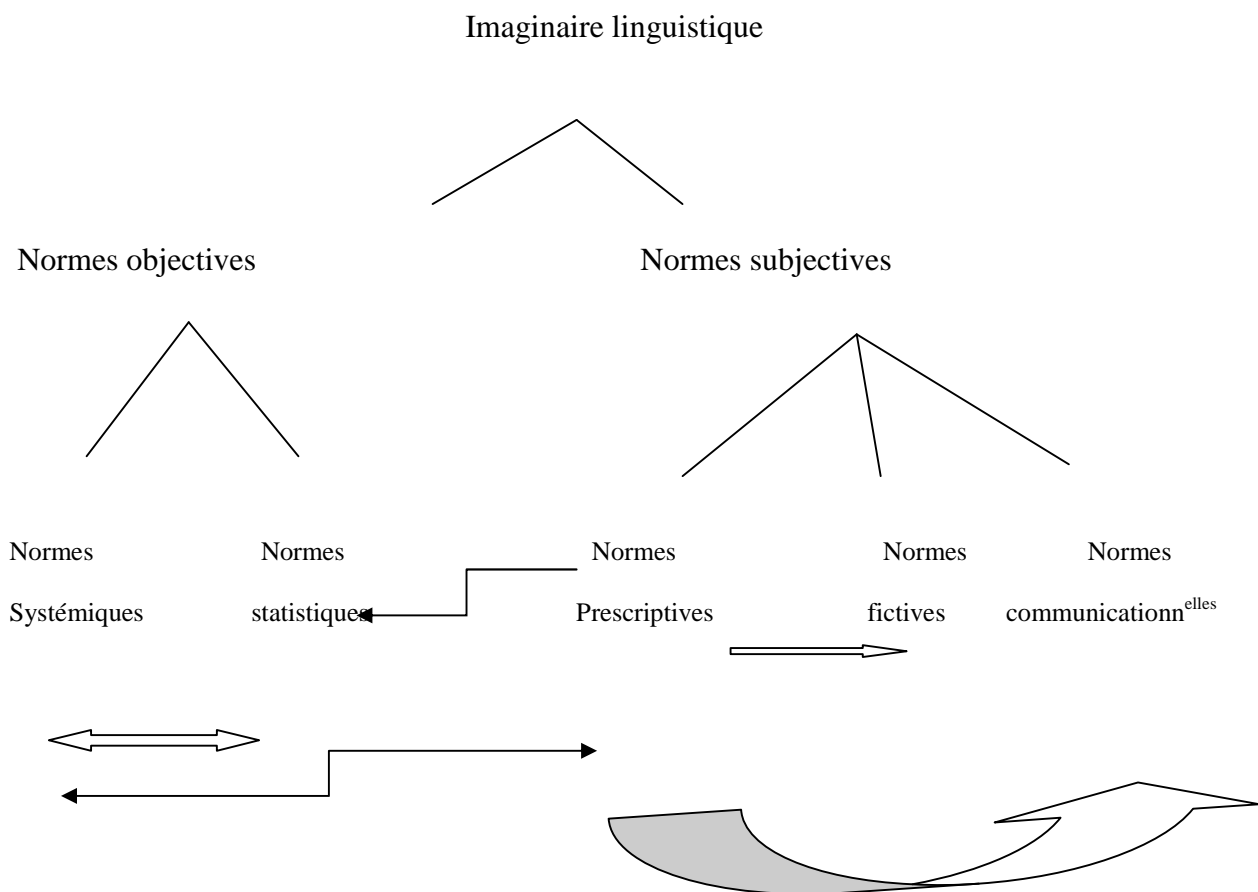 Imaginaire linguistique
Normes objectives Normes subjectives
Normes Normes Normes Normes Normes
Systémiques statistiques Prescriptives fictives communicationnelles